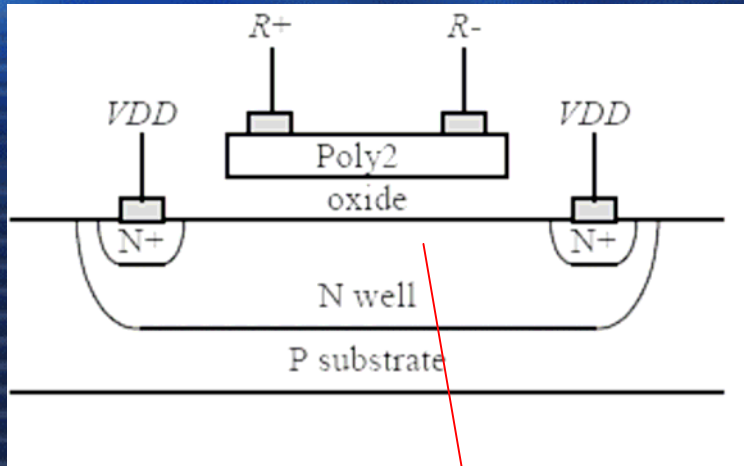 R+ R-
VDD VDD
Poly2
oxide
N+ N+
N well
P substrate